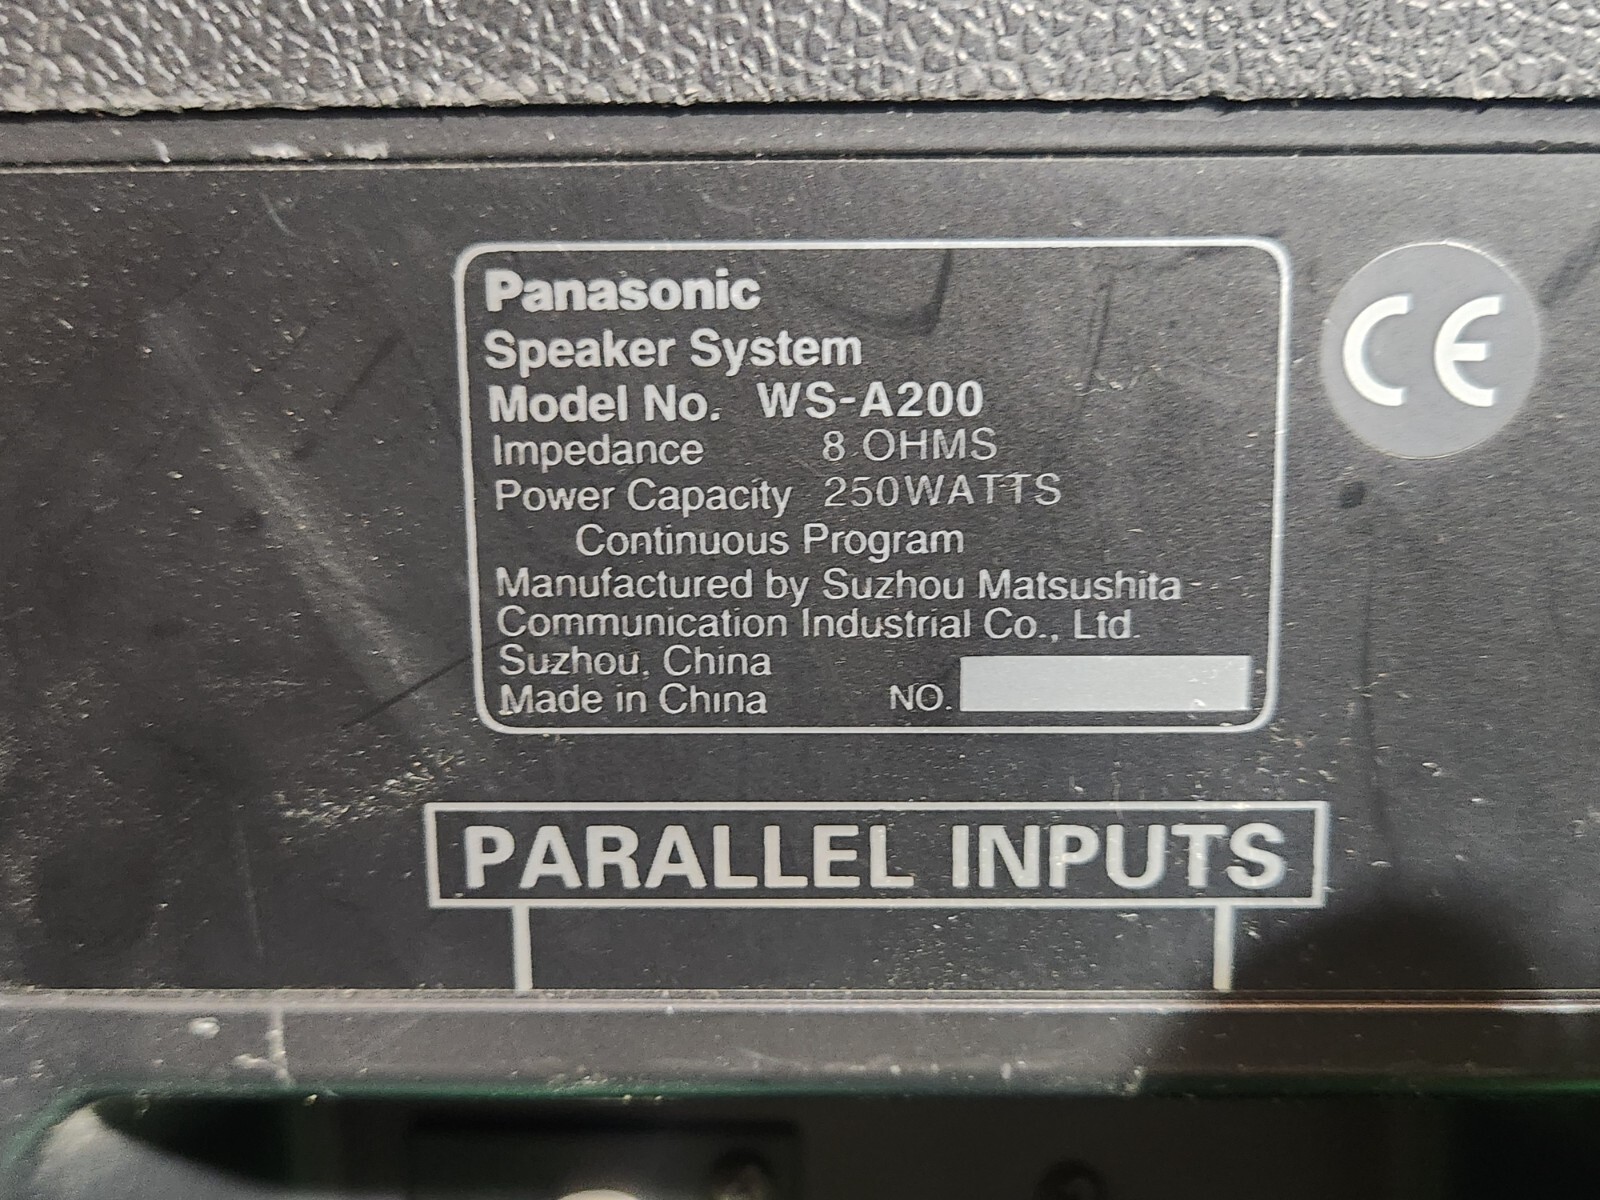 Panasonic
Speaker System
Model No. WS-A200
Impedance 8 OHMS
Power Capacity 250WATTS
Continuous Program
Manufactured by Suzhou Matsushita
Communication Industrial Co., Ltd.
Suzhou, China
Made in China NO.
CE
PARALLEL INPUTS